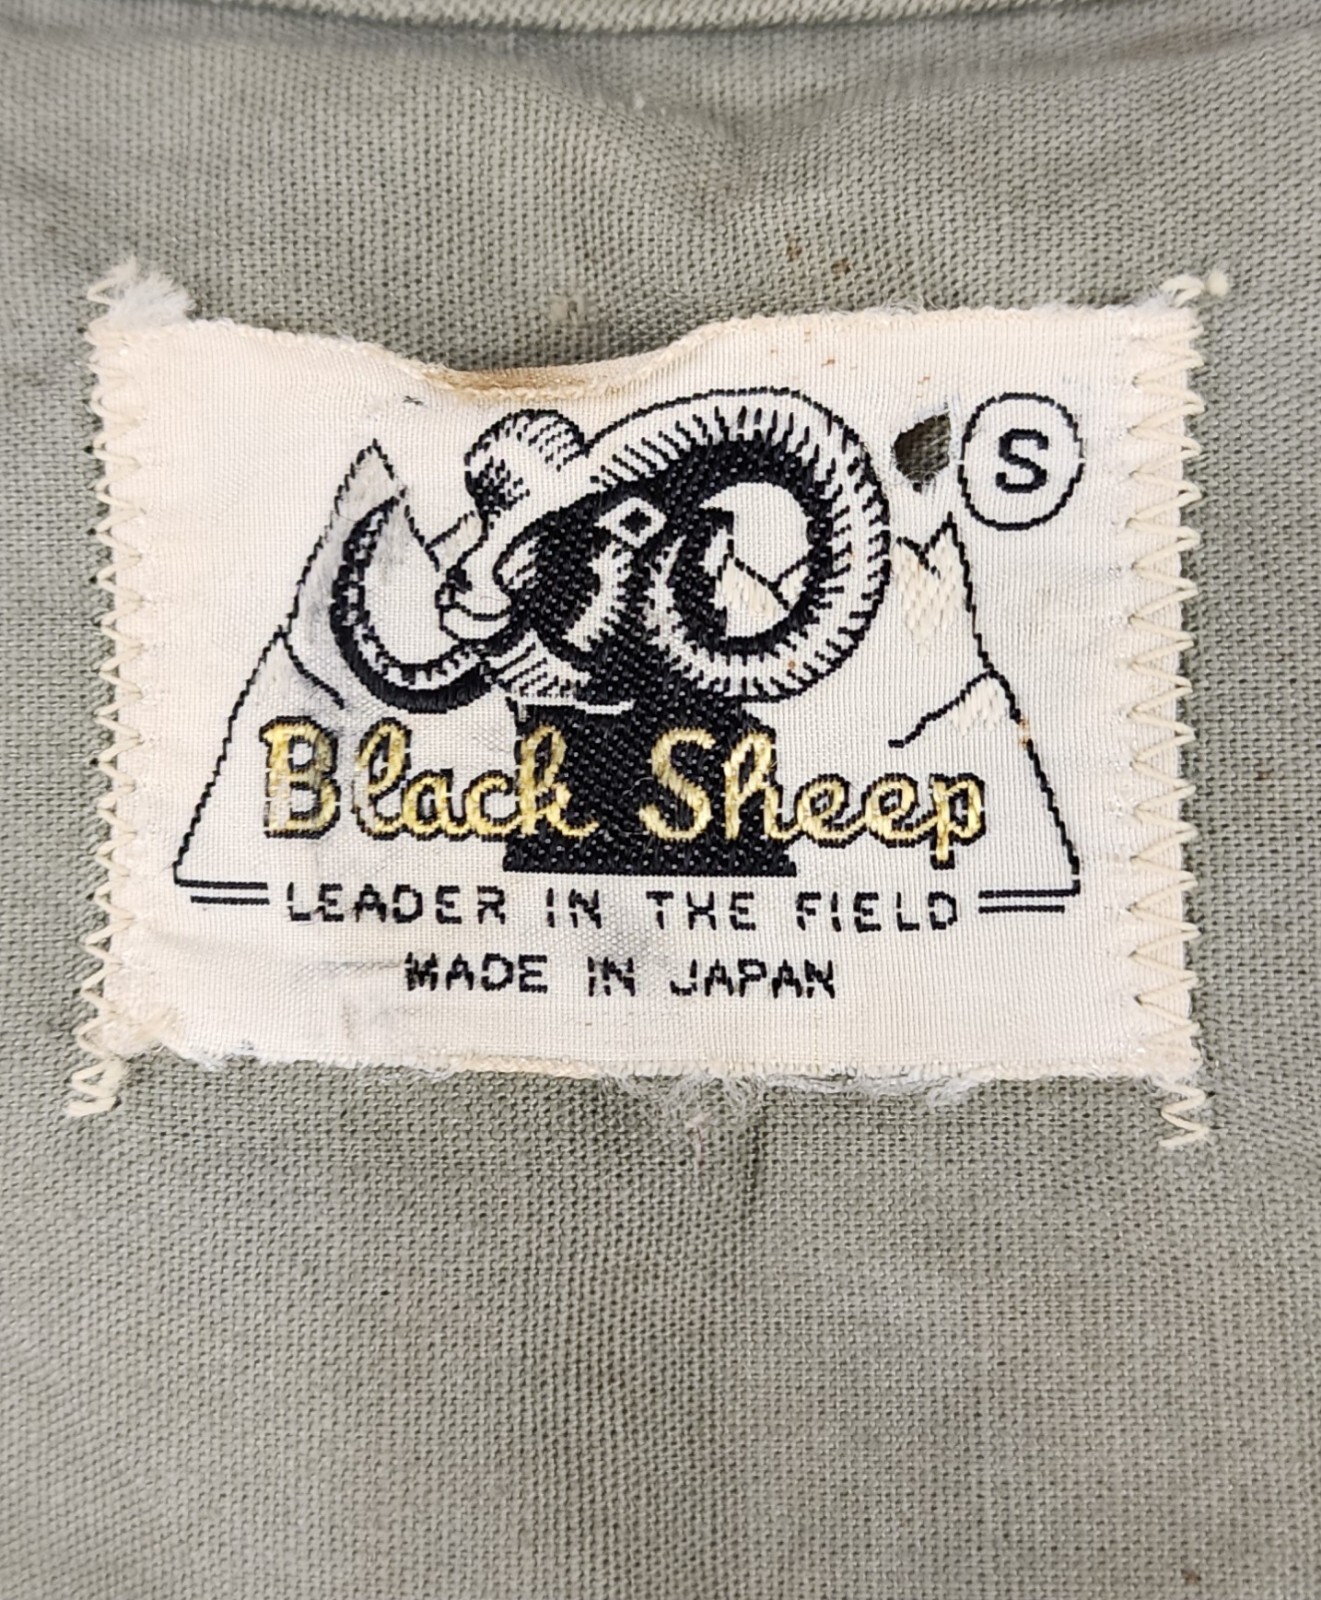 S
Black Sheep
LEADER IN THE FIELD
MADE IN JAPAN